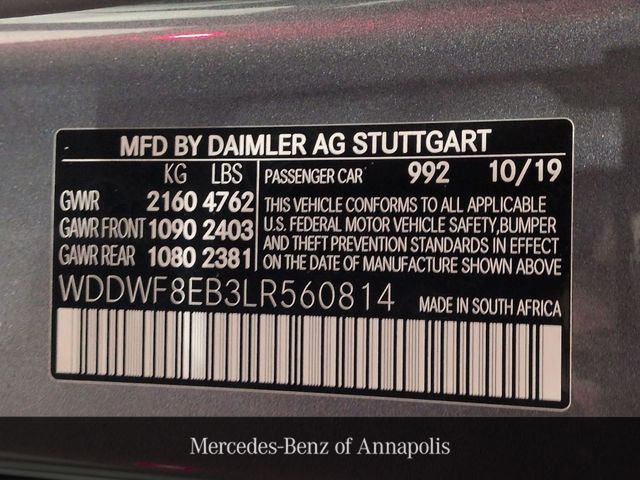 MFD BY DAIMLER AG STUTTGART
KG LBS
GVWR 2160 4762
GAWR FRONT 1090 2403
GAWR REAR 1080 2381
PASSENGER CAR 992 10/19
THIS VEHICLE CONFORMS TO ALL APPLICABLE
U.S. FEDERAL MOTOR VEHICLE SAFETY, BUMPER
AND THEFT PREVENTION STANDARDS IN EFFECT
ON THE DATE OF MANUFACTURE SHOWN ABOVE
WDDWF8EB3LR560814 MADE IN SOUTH AFRICA
Mercedes-Benz of Annapolis